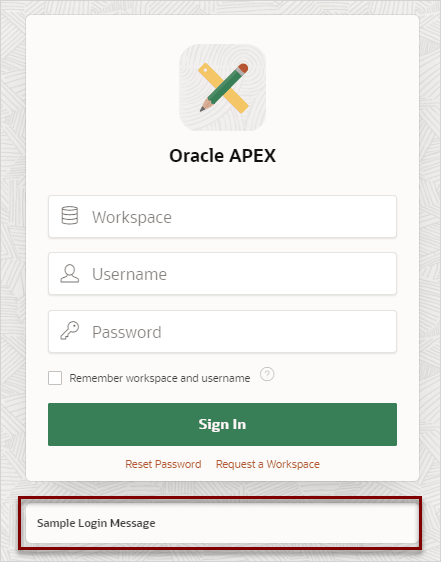 Oracle APEX
Workspace
Username
Password
Remember workspace and username ?
Sign In
Reset Password Request a Workspace
Sample Login Message